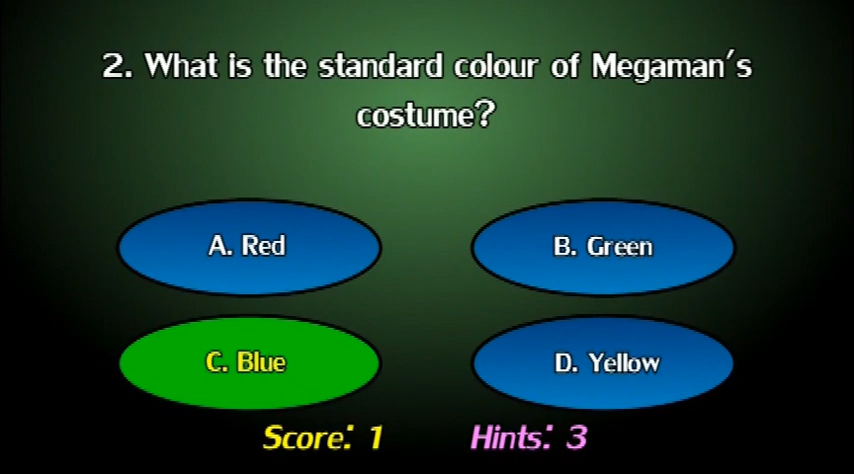 2. What is the standard colour of Megaman's
costume?
A. Red
B. Green
C. Blue
D. Yellow
Score: 1
Hints: 3